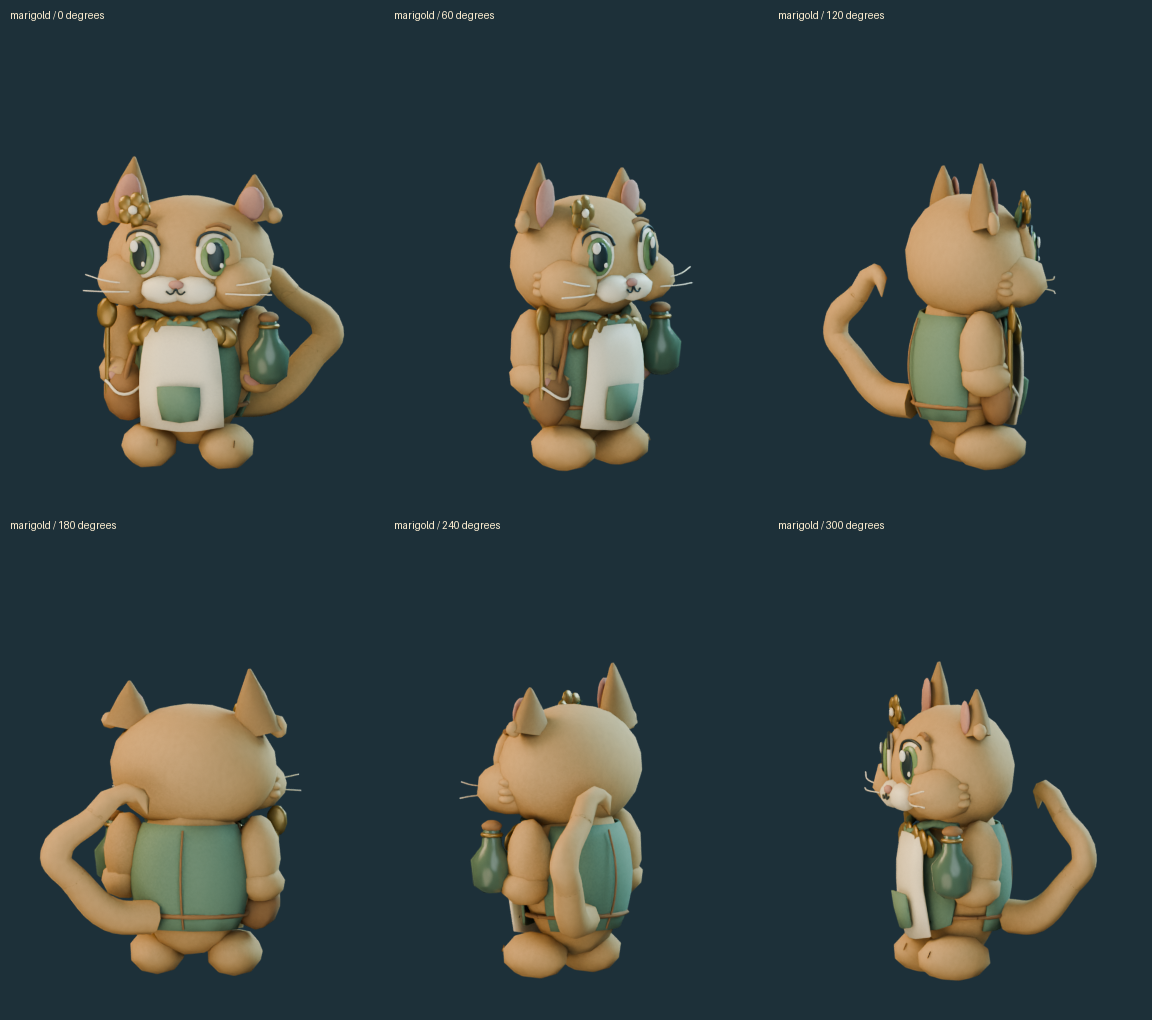 marigold / 0 degrees
marigold / 60 degrees
marigold / 120 degrees
marigold / 180 degrees
marigold / 240 degrees
marigold / 300 degrees